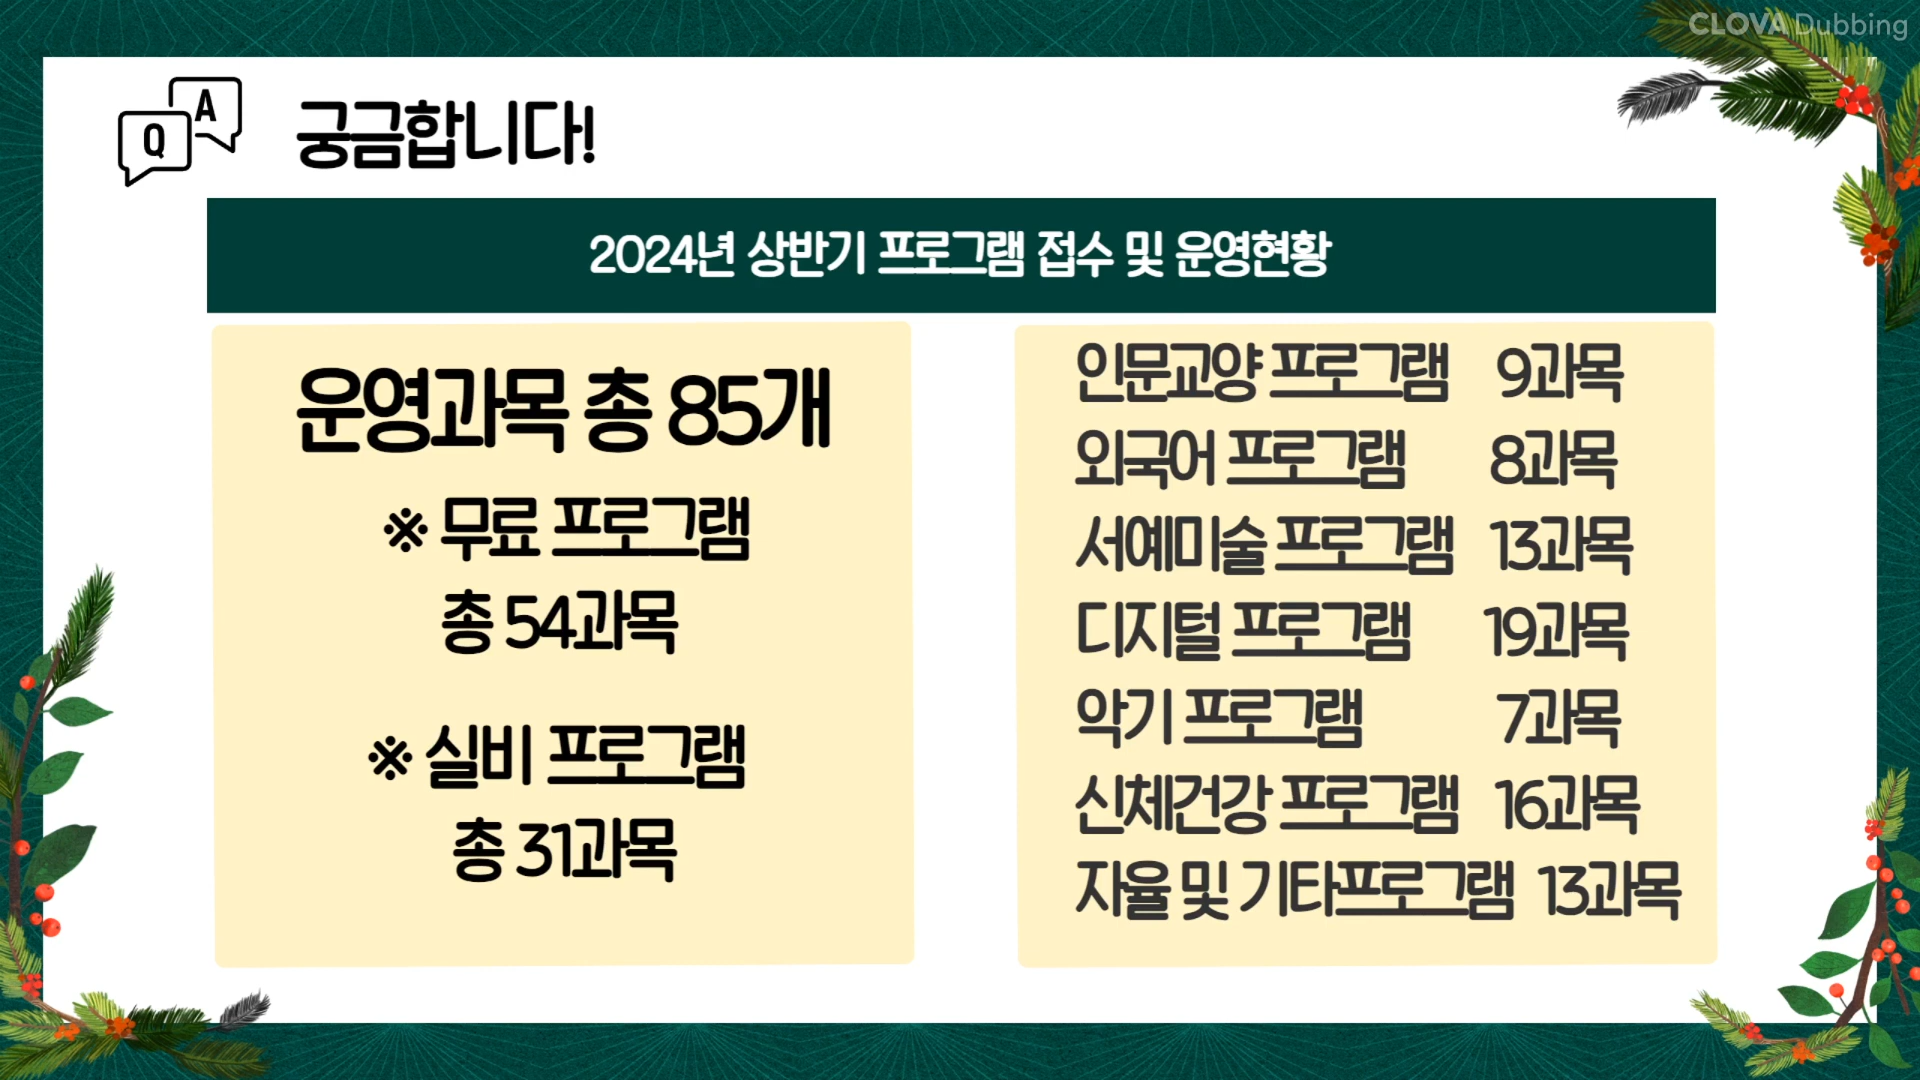 CLOVA Dubbing
Q A
궁금합니다!
2024년 상반기 프로그램 접수 및 운영현황
운영과목 총 85개
※ 무료 프로그램
총 54과목
※ 실비 프로그램
총 31과목
인문교양 프로그램 9과목
외국어 프로그램 8과목
서예미술 프로그램 13과목
디지털 프로그램 19과목
악기 프로그램 7과목
신체건강 프로그램 16과목
자율 및 기타프로그램 13과목